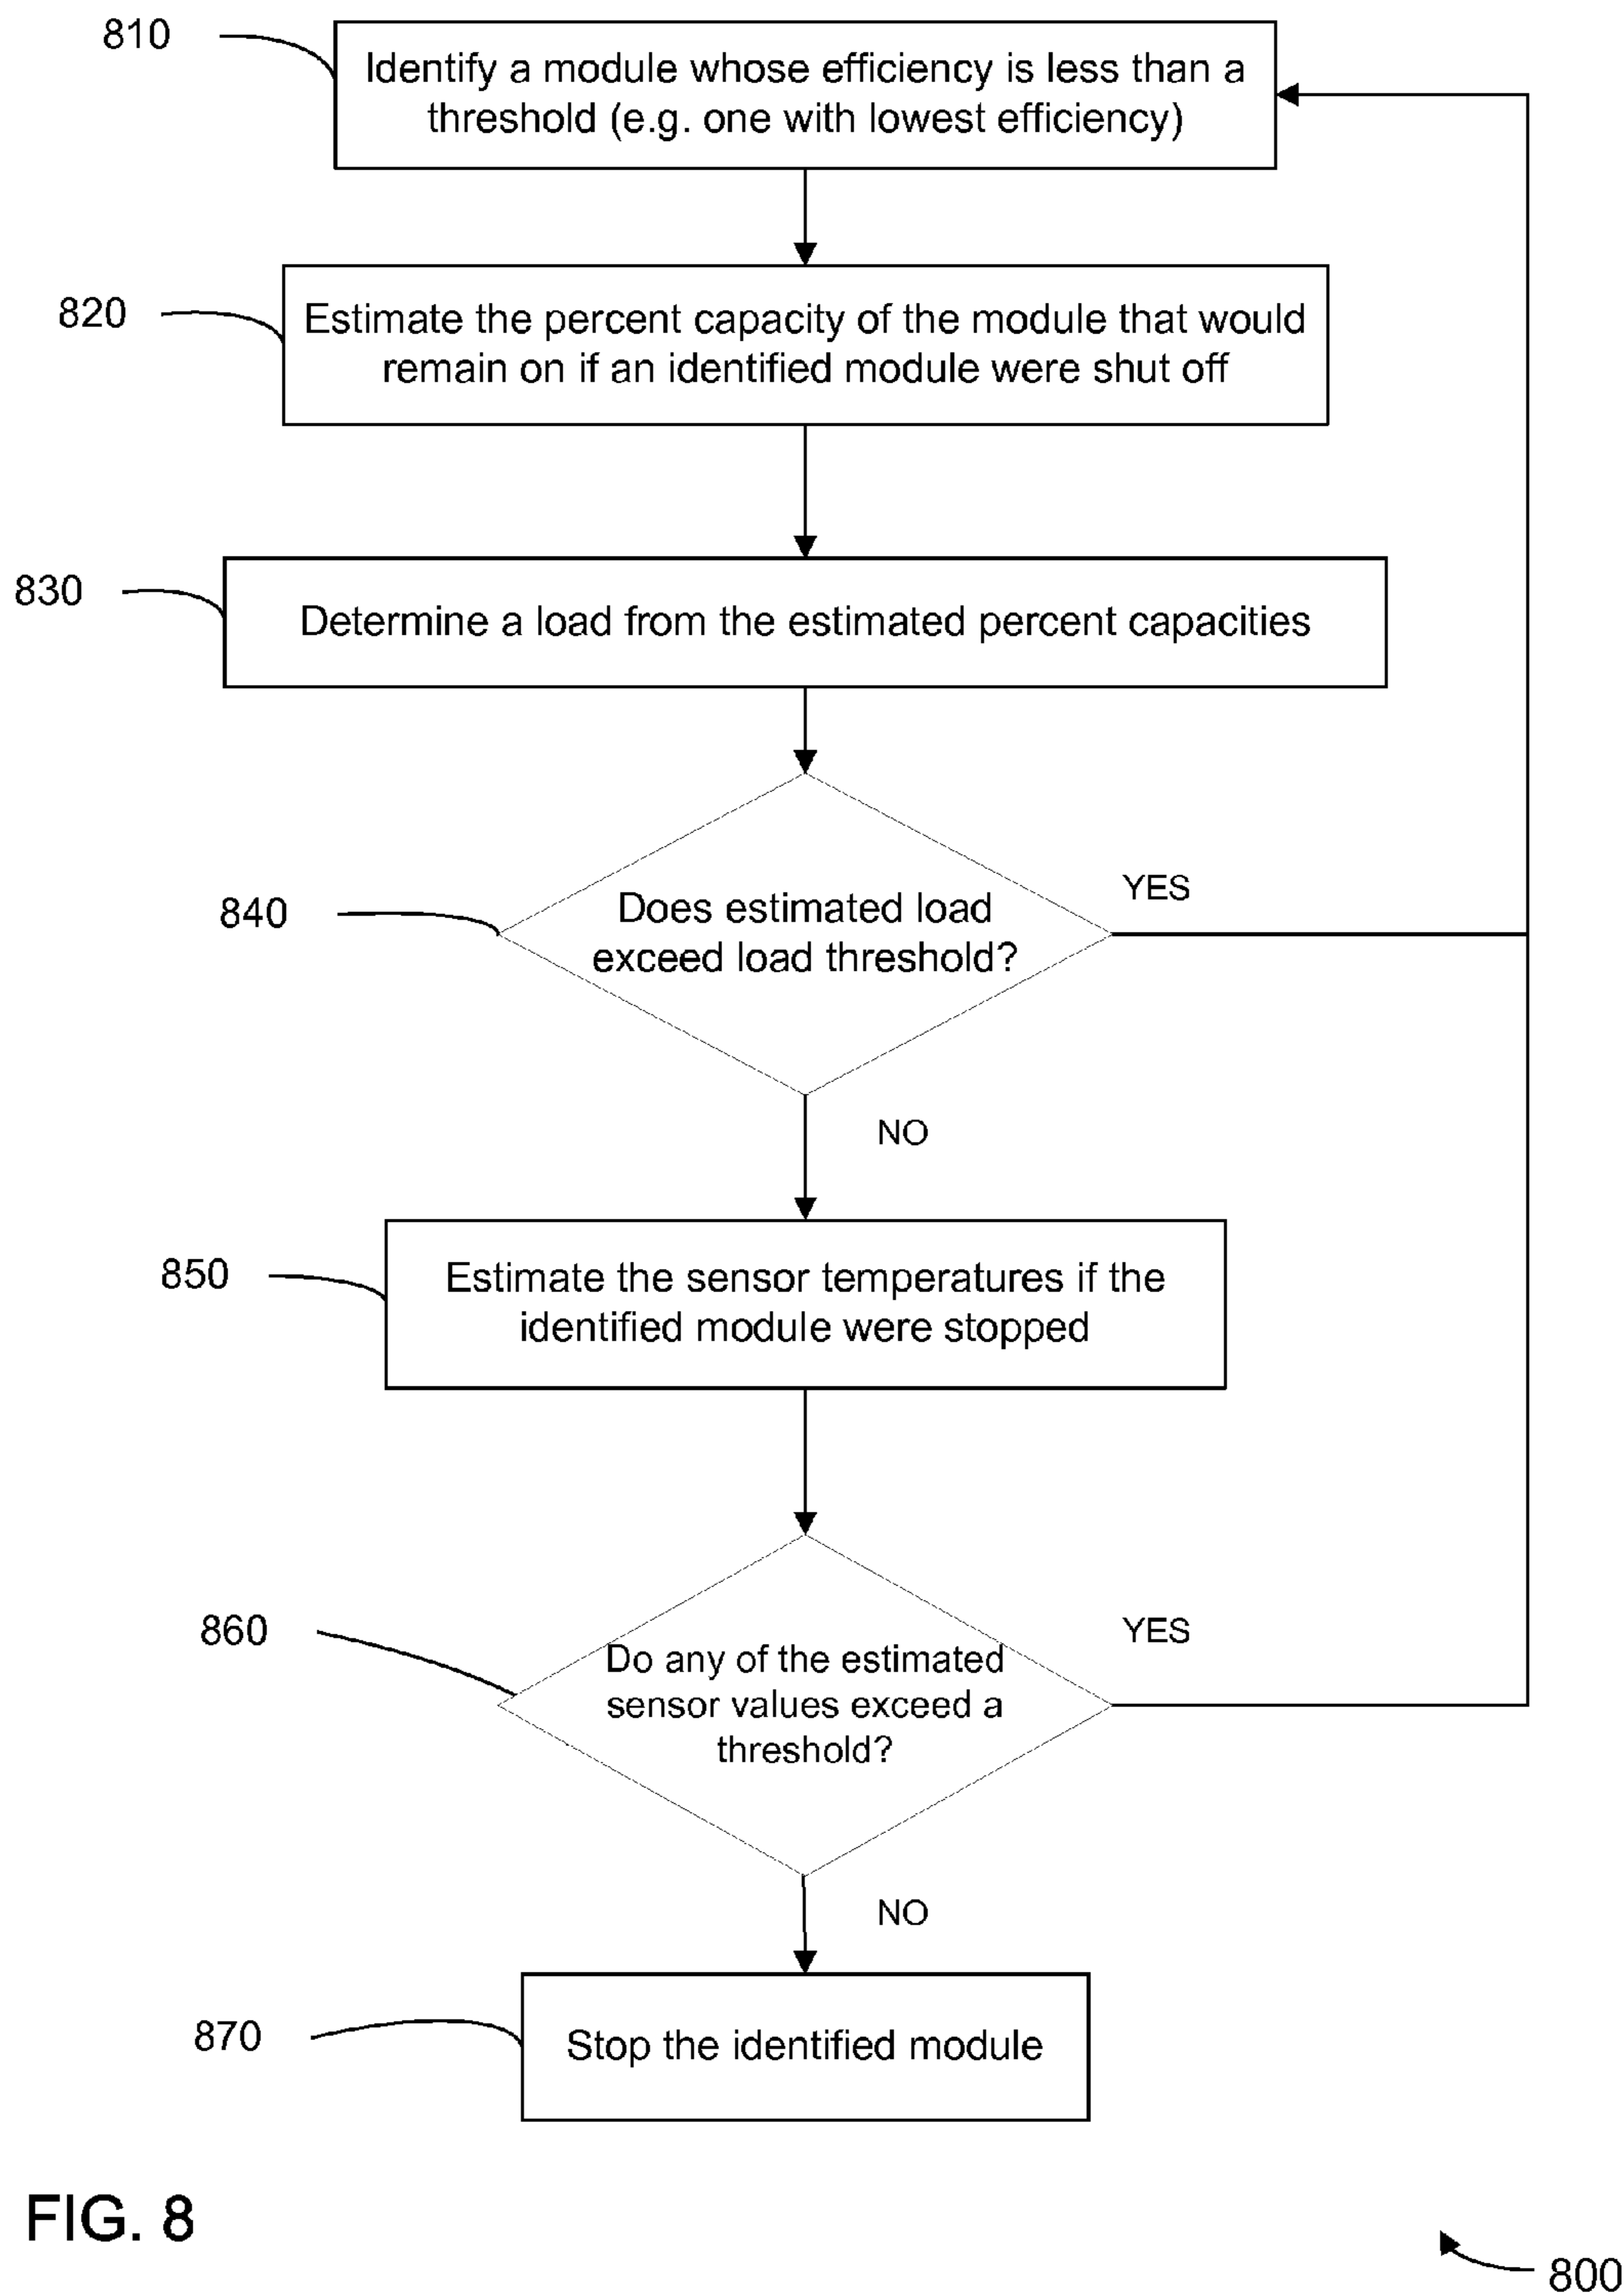 810
Identify a module whose efficiency is less than a
threshold (e.g. one with lowest efficiency)
820
Estimate the percent capacity of the module that would
remain on if an identified module were shut off
830
Determine a load from the estimated percent capacities
840
Does estimated load
exceed load threshold?
YES
NO
850
Estimate the sensor temperatures if the
identified module were stopped
860
Do any of the estimated
sensor values exceed a
threshold?
YES
NO
870
Stop the identified module
FIG. 8
800